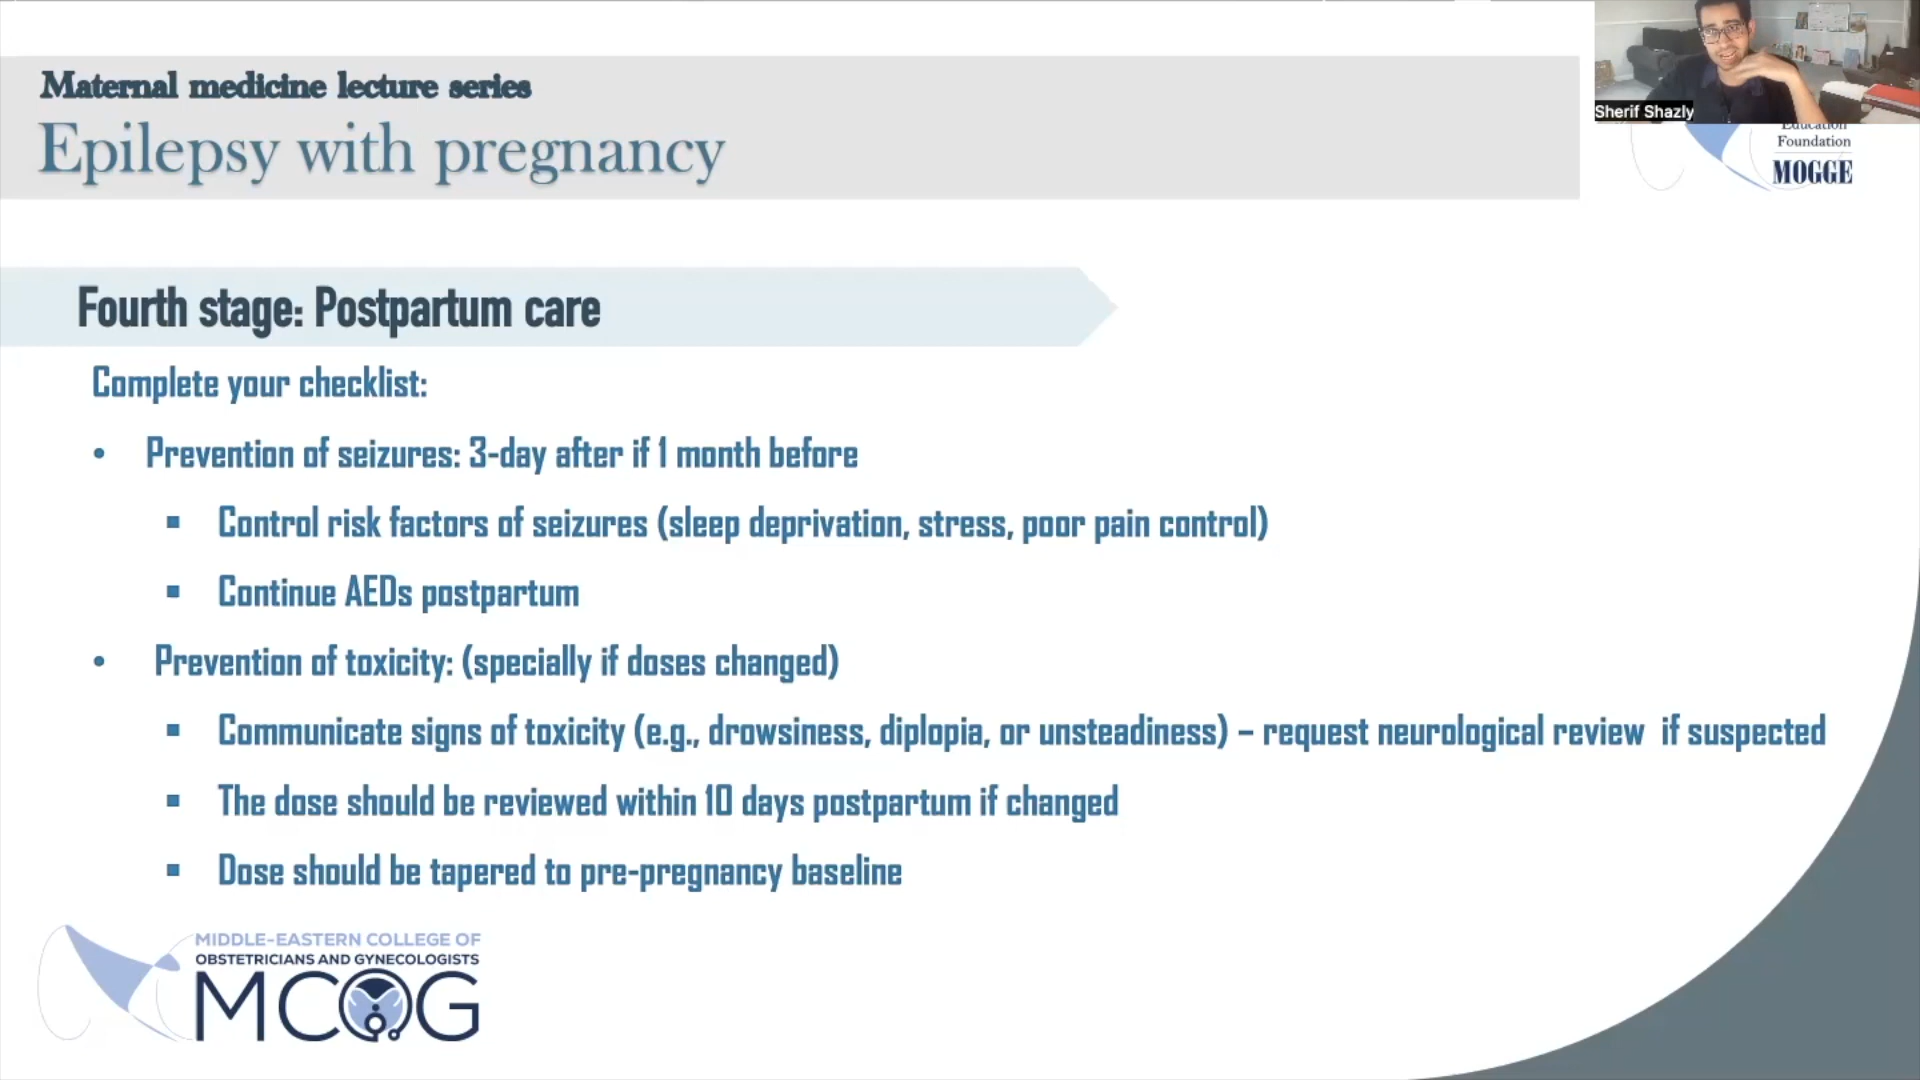 Maternal medicine lecture series
Epilepsy with pregnancy
Sherif Shazly
Education
Foundation
MOGGE
Fourth stage: Postpartum care
Complete your checklist:
• Prevention of seizures: 3-day after if 1 month before
▪ Control risk factors of seizures (sleep deprivation, stress, poor pain control)
▪ Continue AEDs postpartum
• Prevention of toxicity: (specially if doses changed)
▪ Communicate signs of toxicity (e.g., drowsiness, diplopia, or unsteadiness) – request neurological review if suspected
▪ The dose should be reviewed within 10 days postpartum if changed
▪ Dose should be tapered to pre-pregnancy baseline
MIDDLE-EASTERN COLLEGE OF
OBSTETRICIANS AND GYNECOLOGISTS
MCOG